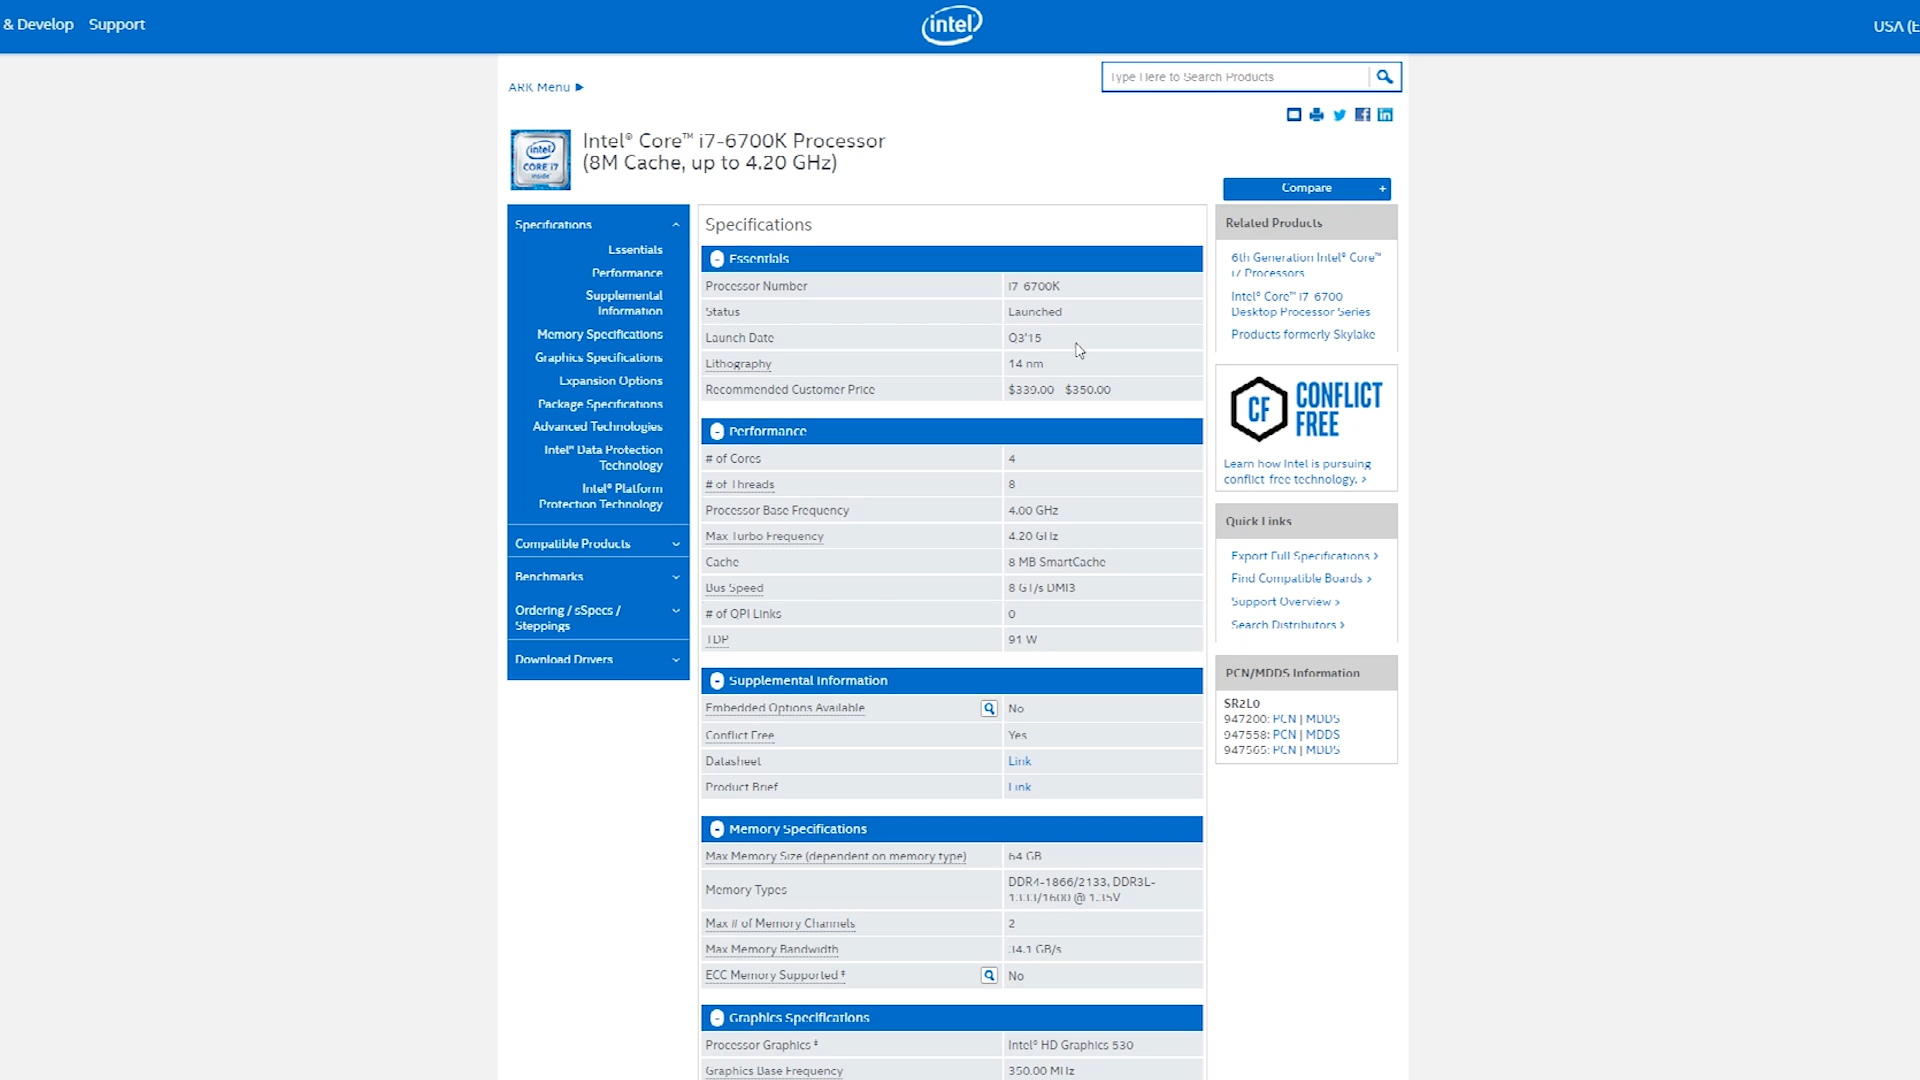 & Develop
Support
intel
USA (E
ARK Menu
Type Here to Search Products
intel
CORE i7
inside
Intel® Core™ i7-6700K Processor
(8M Cache, up to 4.20 GHz)
Compare +
Specifications
Essentials
Performance
Supplemental
Information
Memory Specifications
Graphics Specifications
Expansion Options
Package Specifications
Advanced Technologies
Intel® Data Protection
Technology
Intel® Platform
Protection Technology
Compatible Products
Benchmarks
Ordering / sSpecs /
Steppings
Download Drivers
Specifications
- Essentials
Processor Number i7-6700K
Status Launched
Launch Date Q3'15
Lithography 14 nm
Recommended Customer Price $339.00 - $350.00
- Performance
# of Cores 4
# of Threads 8
Processor Base Frequency 4.00 GHz
Max Turbo Frequency 4.20 GHz
Cache 8 MB SmartCache
Bus Speed 8 GT/s DMI3
# of QPI Links 0
TDP 91 W
- Supplemental Information
Embedded Options Available No
Conflict Free Yes
Datasheet Link
Product Brief Link
- Memory Specifications
Max Memory Size (dependent on memory type) 64 GB
Memory Types DDR4-1866/2133, DDR3L-
1333/1600 @ 1.35V
Max # of Memory Channels 2
Max Memory Bandwidth 34.1 GB/s
ECC Memory Supported ‡ No
- Graphics Specifications
Processor Graphics ‡ Intel® HD Graphics 530
Graphics Base Frequency 350.00 MHz
Related Products
6th Generation Intel® Core™
i7 Processors
Intel® Core™ i7-6700
Desktop Processor Series
Products formerly Skylake
CF CONFLICT
FREE
Learn how Intel is pursuing
conflict-free technology. >
Quick Links
Export Full Specifications >
Find Compatible Boards >
Support Overview >
Search Distributors >
PCN/MDDS Information
SR2L0
947200: PCN | MDDS
947558: PCN | MDDS
947565: PCN | MDDS